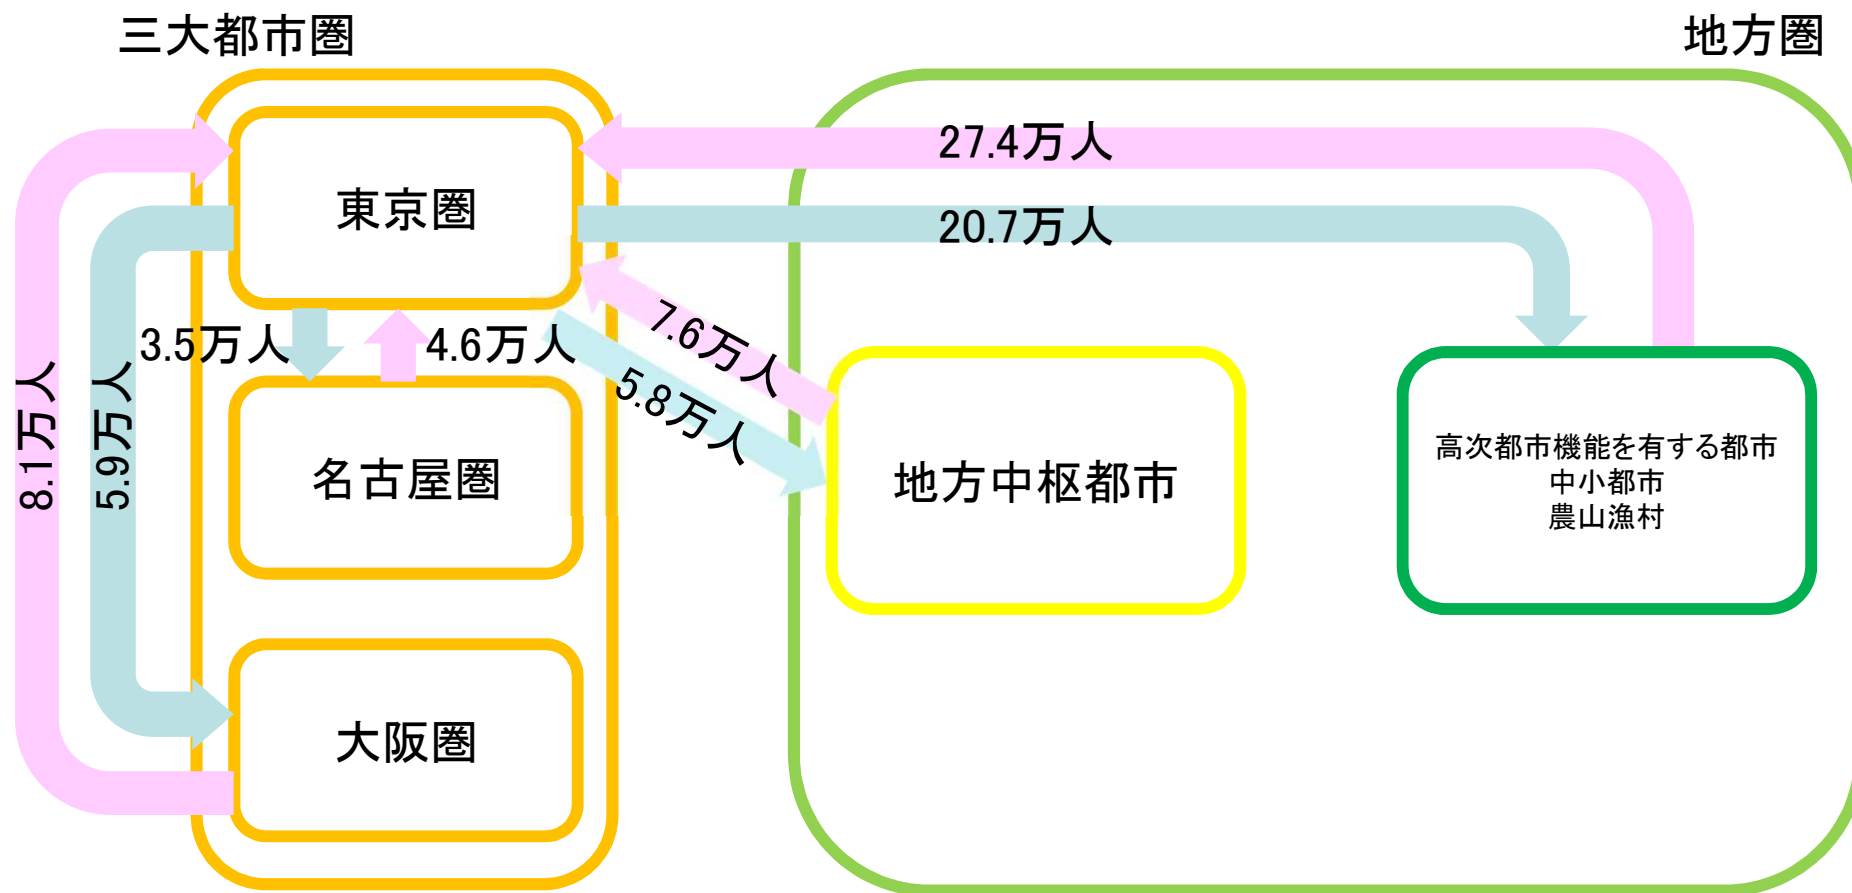 三大都市圏
地方圏
27.4万人
東京圏
20.7万人
3.5万人
4.6万人
7.6万人
5.8万人
8.1万人
5.9万人
名古屋圏
地方中枢都市
高次都市機能を有する都市
中小都市
農山漁村
大阪圏